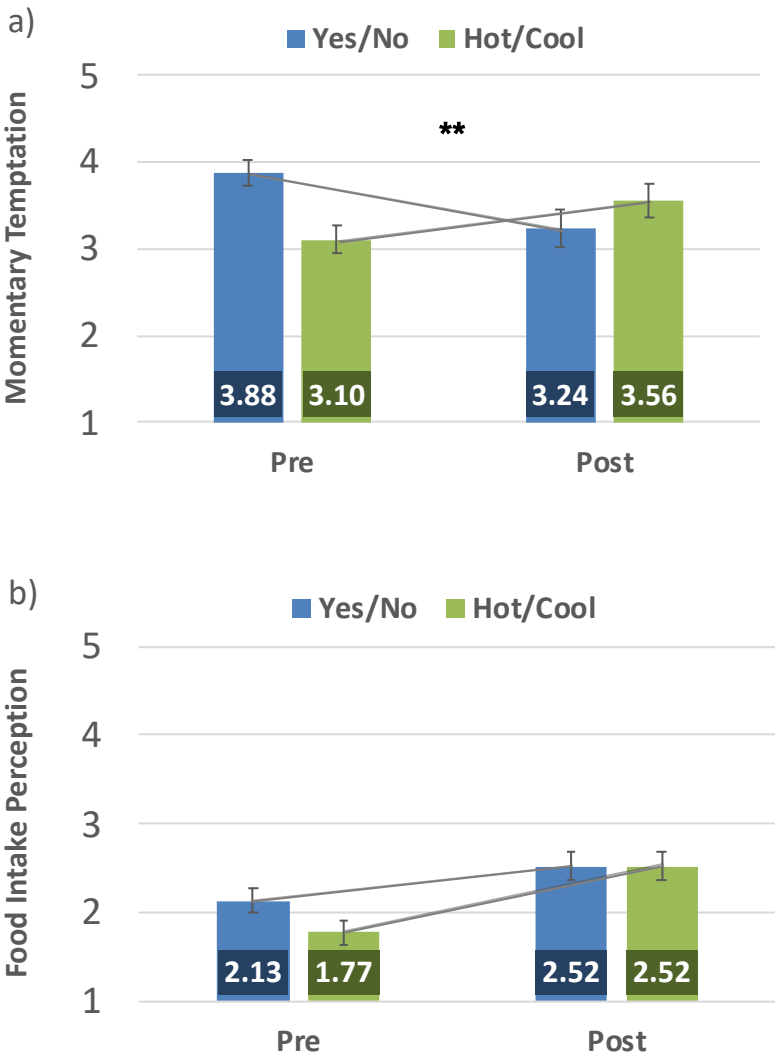 a)
Yes/No Hot/Cool
Momentary Temptation
5
4
3
2
1
**
3.88 3.10 3.24 3.56
Pre Post
b)
Yes/No Hot/Cool
Food Intake Perception
5
4
3
2
1
2.13 1.77 2.52 2.52
Pre Post